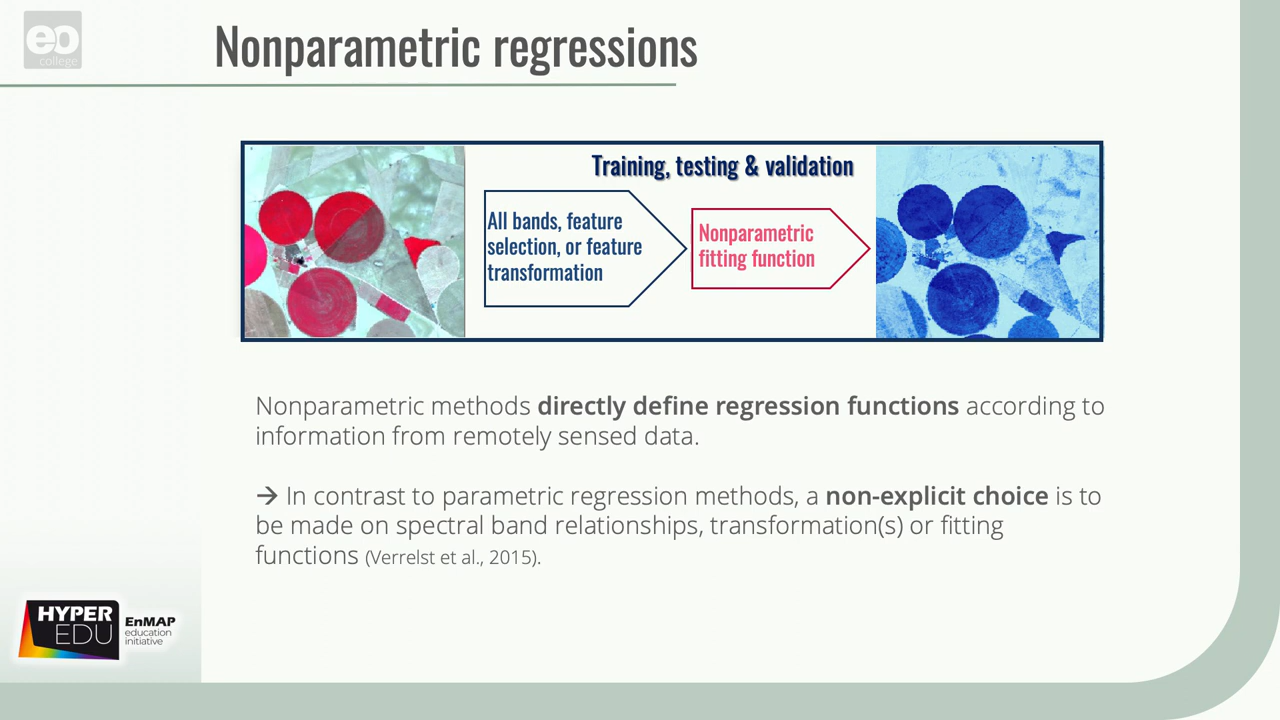 eo
college
Nonparametric regressions
Training, testing & validation
All bands, feature
selection, or feature
transformation
Nonparametric
fitting function
Nonparametric methods directly define regression functions according to
information from remotely sensed data.
→ In contrast to parametric regression methods, a non-explicit choice is to
be made on spectral band relationships, transformation(s) or fitting
functions (Verrelst et al., 2015).
HYPER
EDU
EnMAP
education
initiative